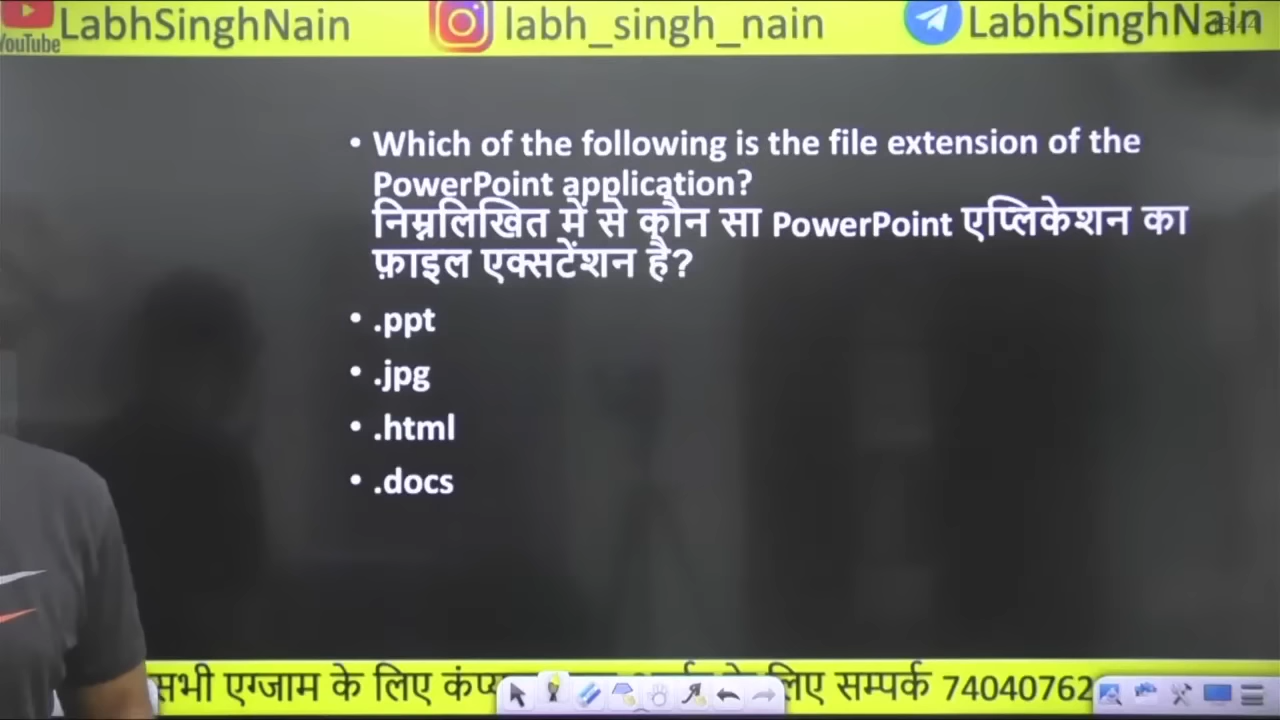 YouTube LabhSinghNain labh_singh_nain LabhSinghNain
• Which of the following is the file extension of the
PowerPoint application?
निम्नलिखित में से कौन सा PowerPoint एप्लिकेशन का
फ़ाइल एक्सटेंशन है?
• .ppt
• .jpg
• .html
• .docs
सभी एग्जाम के लिए लिए सम्पर्क 74040762